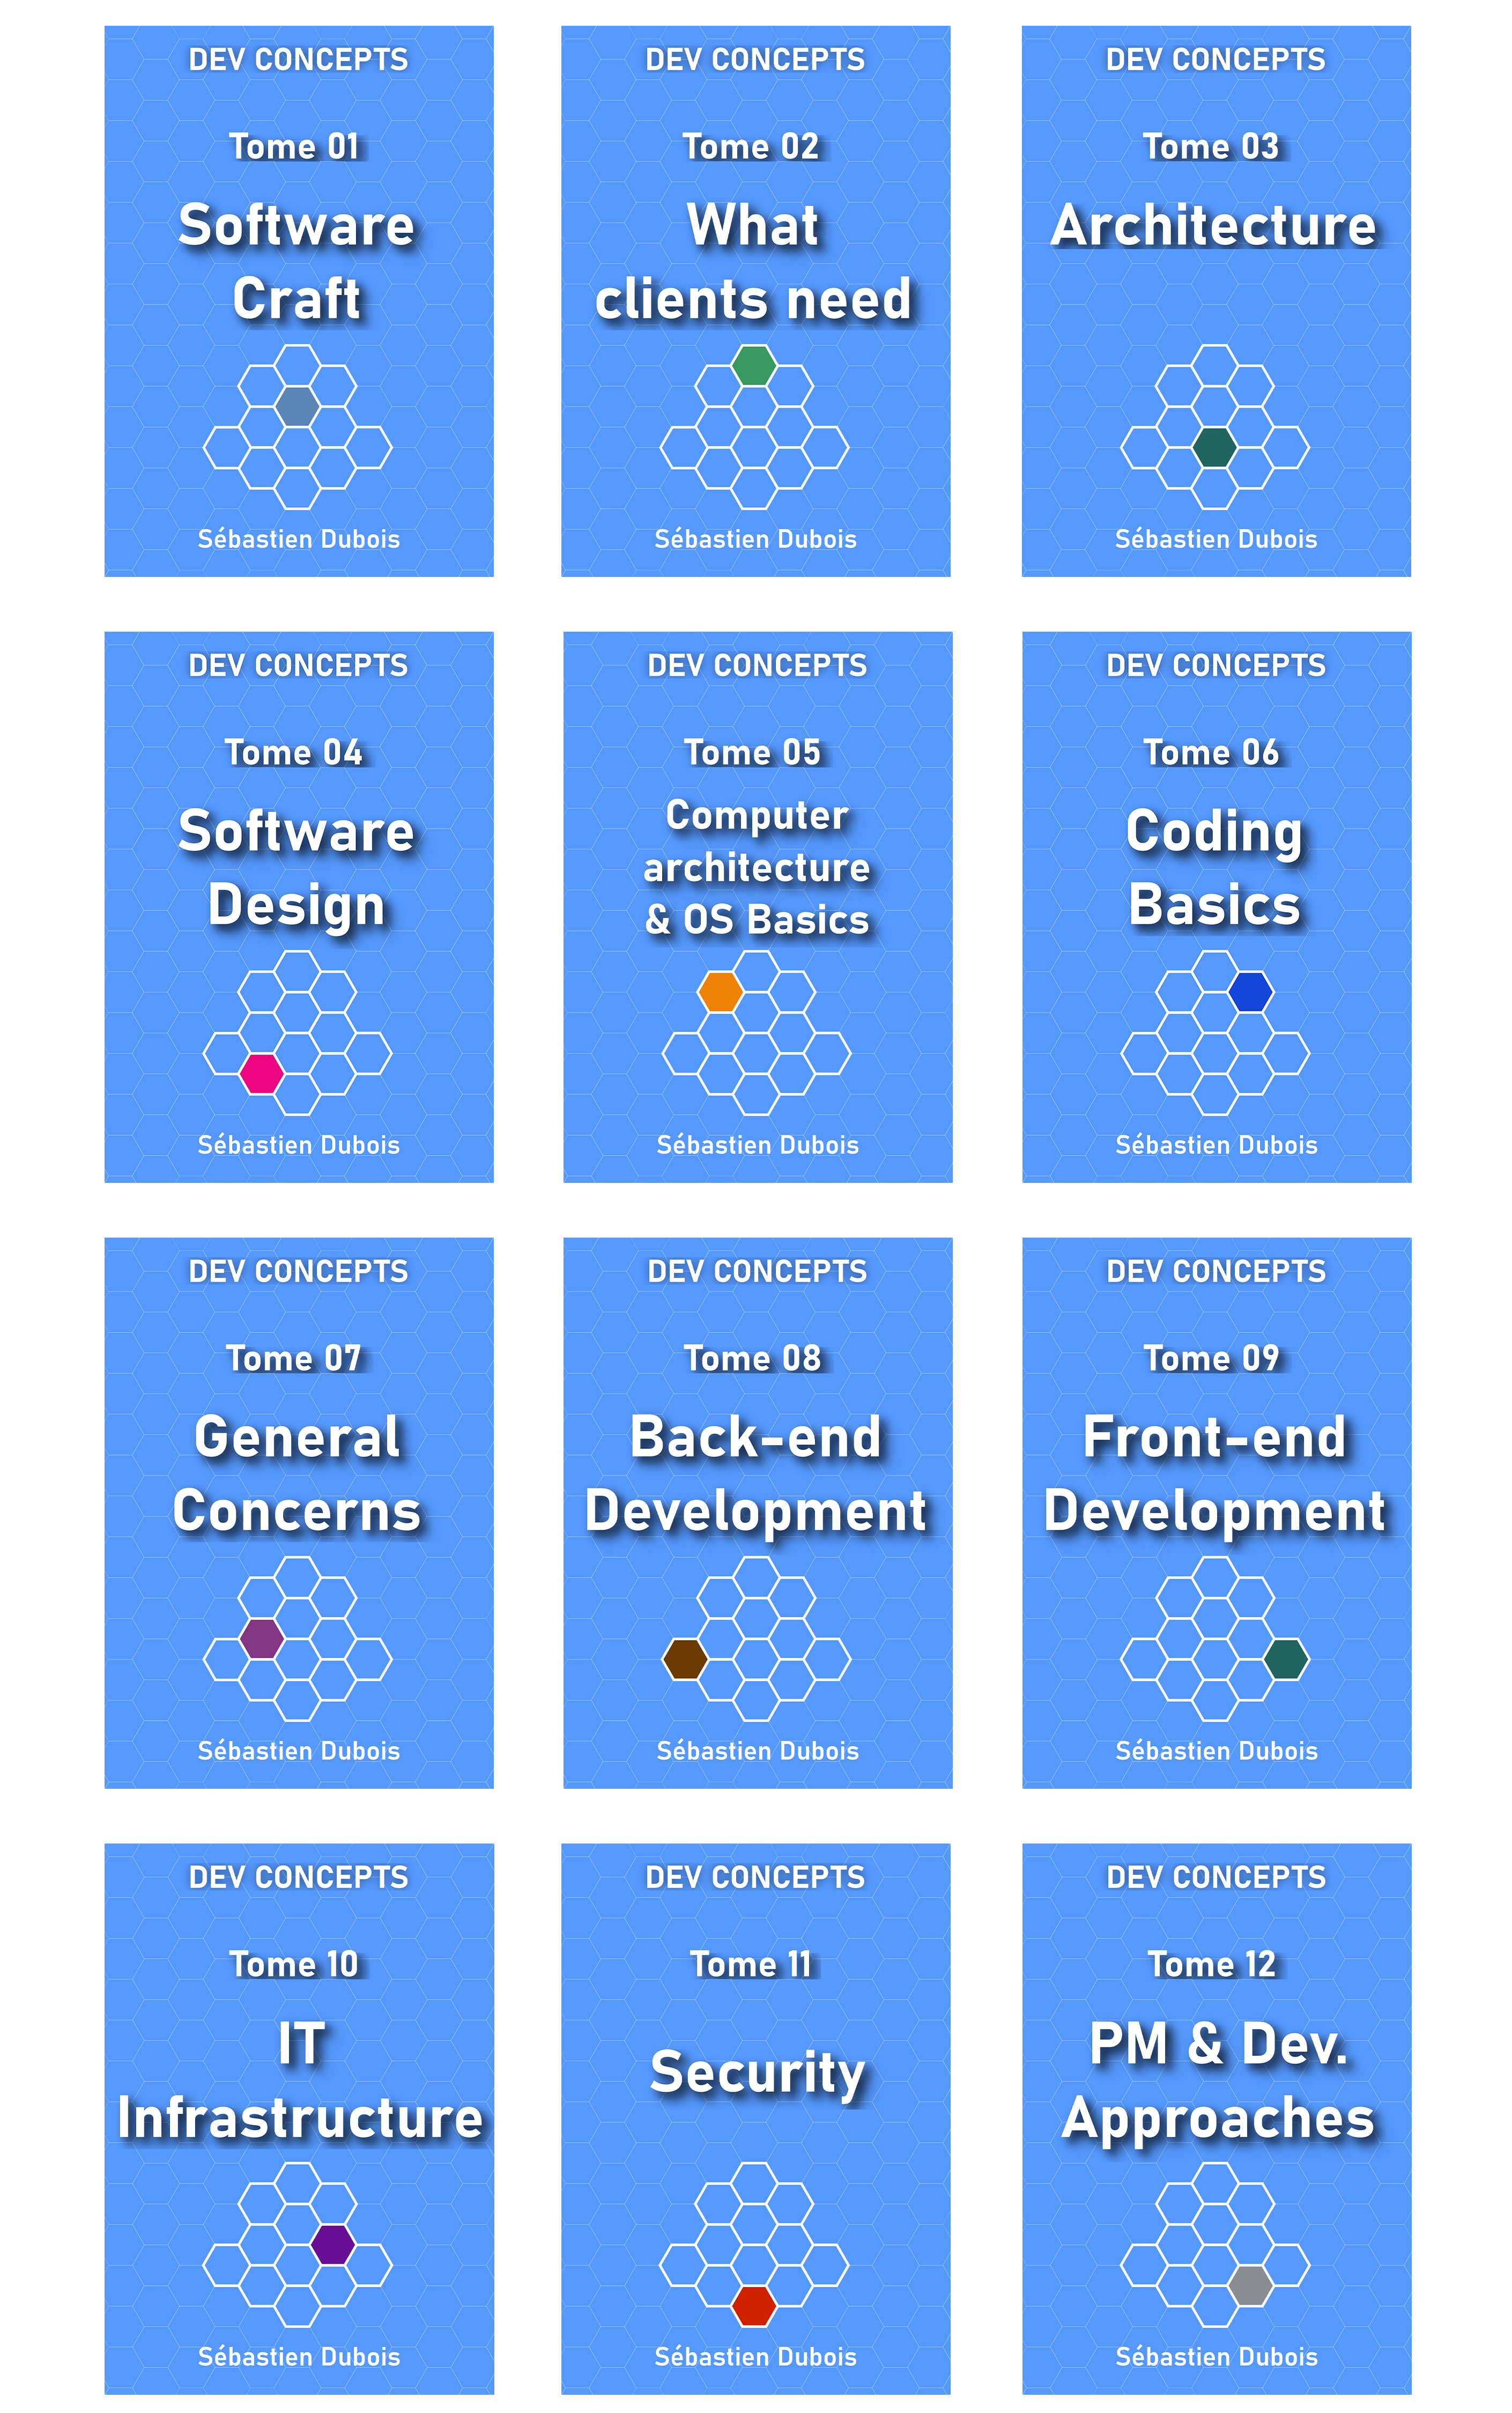 DEV CONCEPTS
Tome 01
Software
Craft
Sébastien Dubois
DEV CONCEPTS
Tome 02
What
clients need
Sébastien Dubois
DEV CONCEPTS
Tome 03
Architecture
Sébastien Dubois
DEV CONCEPTS
Tome 04
Software
Design
Sébastien Dubois
DEV CONCEPTS
Tome 05
Computer
architecture
& OS Basics
Sébastien Dubois
DEV CONCEPTS
Tome 06
Coding
Basics
Sébastien Dubois
DEV CONCEPTS
Tome 07
General
Concerns
Sébastien Dubois
DEV CONCEPTS
Tome 08
Back-end
Development
Sébastien Dubois
DEV CONCEPTS
Tome 09
Front-end
Development
Sébastien Dubois
DEV CONCEPTS
Tome 10
IT
Infrastructure
Sébastien Dubois
DEV CONCEPTS
Tome 11
Security
Sébastien Dubois
DEV CONCEPTS
Tome 12
PM & Dev.
Approaches
Sébastien Dubois